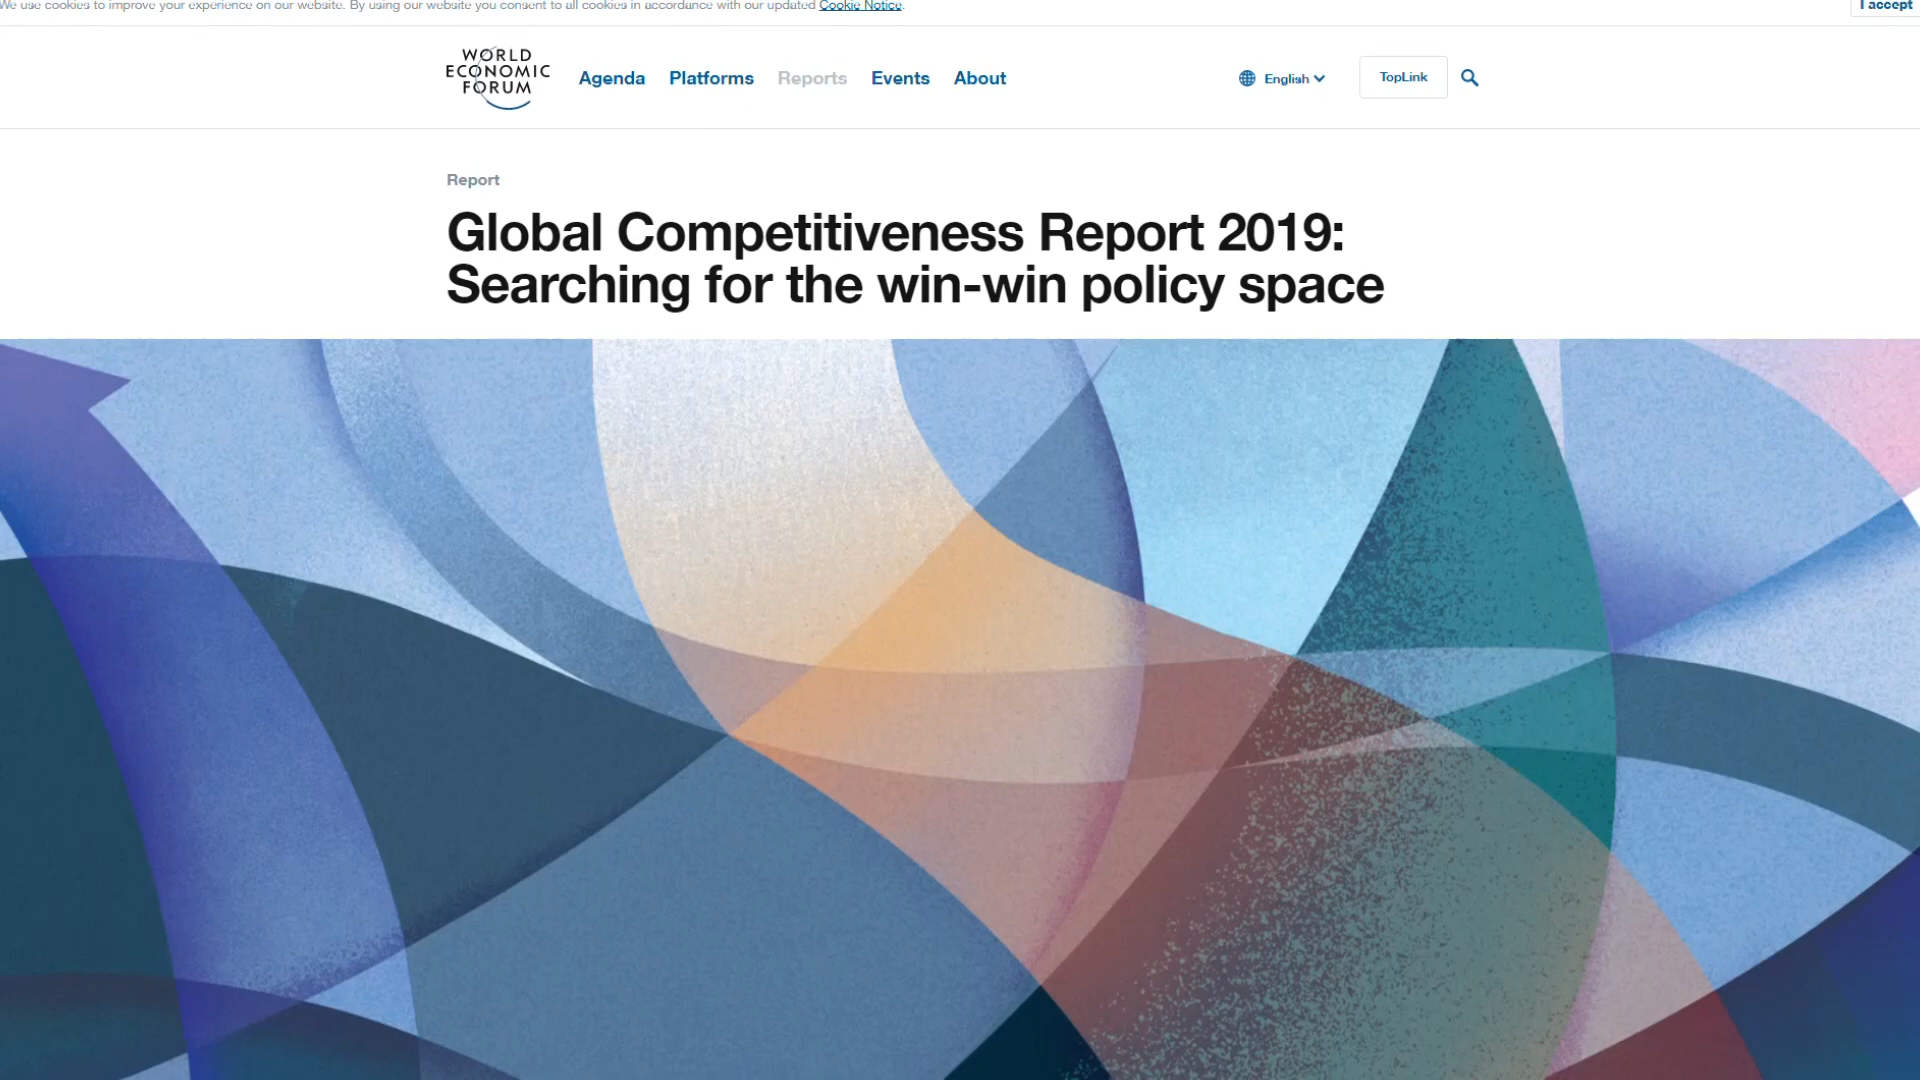 We use cookies to improve your experience on our website. By using our website you consent to all cookies in accordance with our updated Cookie Notice.
I accept
WORLD
ECONOMIC
FORUM
Agenda Platforms Reports Events About
English
TopLink
Report
Global Competitiveness Report 2019:
Searching for the win-win policy space